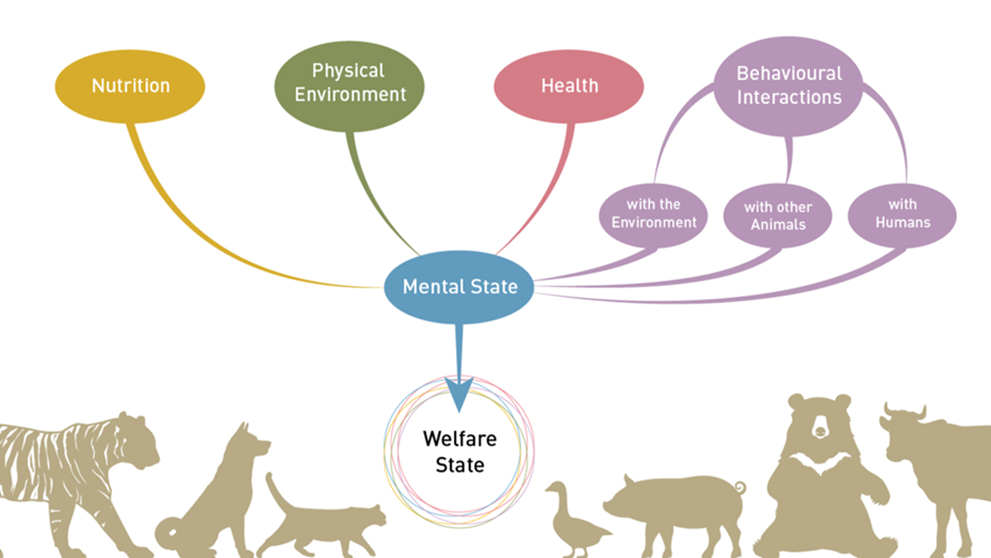 Nutrition
Physical
Environment
Health
Behavioural
Interactions
with the
Environment
with other
Animals
with
Humans
Mental State
Welfare
State